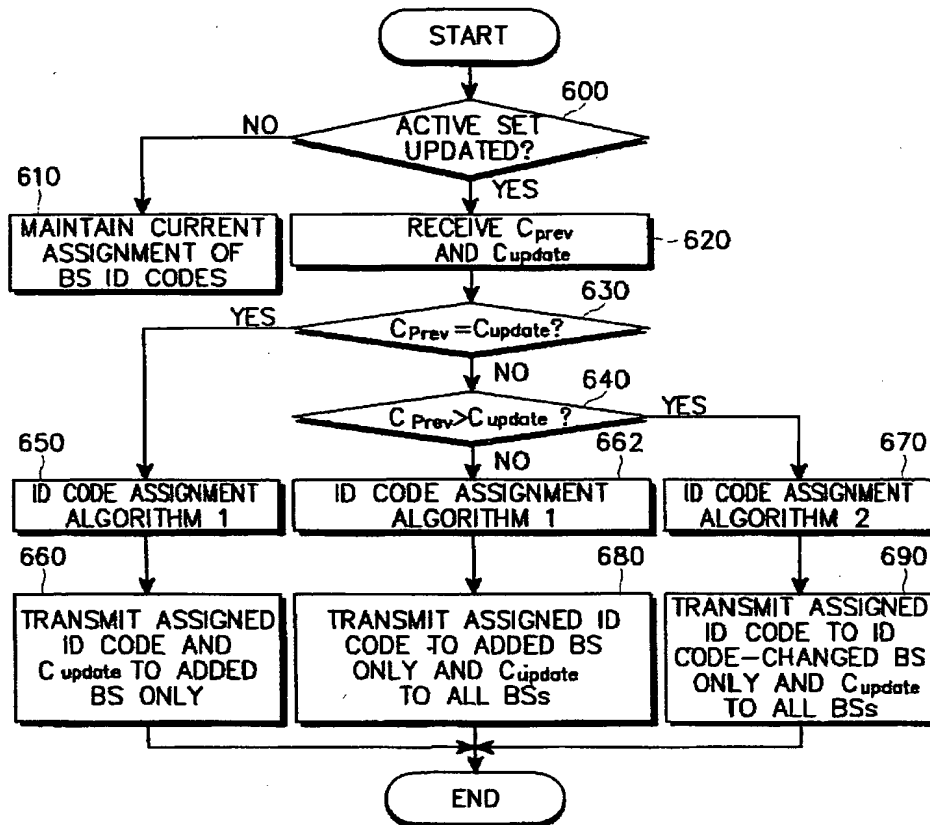 START
600
NO
ACTIVE SET
UPDATED?
610
YES
MAINTAIN CURRENT
ASSIGNMENT OF
BS ID CODES
RECEIVE Cprev
AND Cupdate
620
630
YES
CPrev=Cupdate?
NO
640
CPrev>Cupdate ?
YES
650
NO
662
670
ID CODE ASSIGNMENT
ALGORITHM 1
ID CODE ASSIGNMENT
ALGORITHM 1
ID CODE ASSIGNMENT
ALGORITHM 2
660
680
690
TRANSMIT ASSIGNED
ID CODE AND
Cupdate TO ADDED
BS ONLY
TRANSMIT ASSIGNED ID
CODE TO ADDED BS
ONLY AND Cupdate
TO ALL BSs
TRANSMIT ASSIGNED
ID CODE TO ID
CODE-CHANGED BS
ONLY AND Cupdate
TO ALL BSs
END